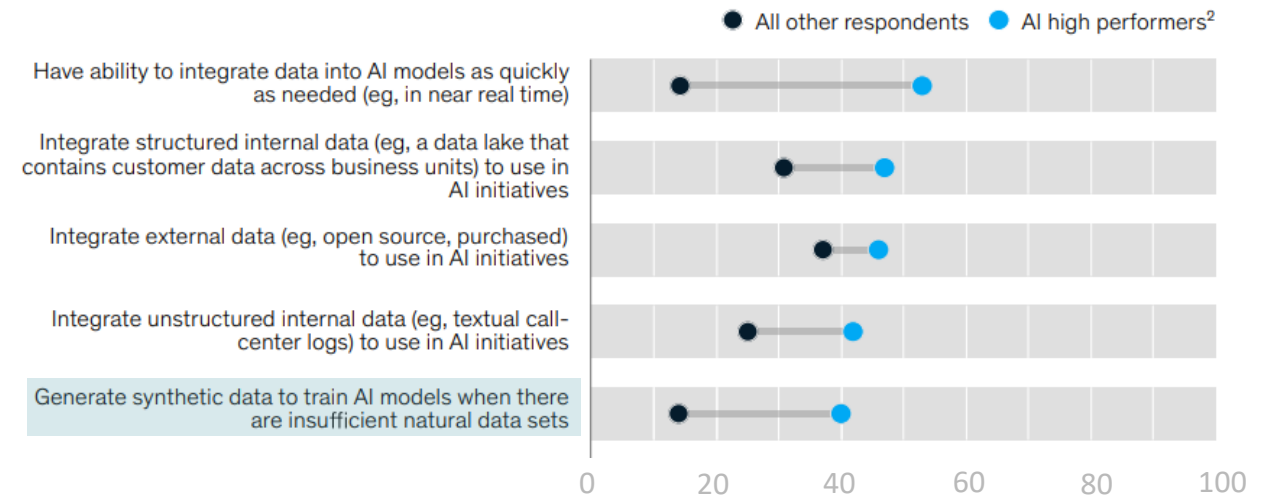 All other respondents AI high performers²
Have ability to integrate data into AI models as quickly
as needed (eg, in near real time)
Integrate structured internal data (eg, a data lake that
contains customer data across business units) to use in
AI initiatives
Integrate external data (eg, open source, purchased)
to use in AI initiatives
Integrate unstructured internal data (eg, textual call-
center logs) to use in AI initiatives
Generate synthetic data to train AI models when there
are insufficient natural data sets
0 20 40 60 80 100